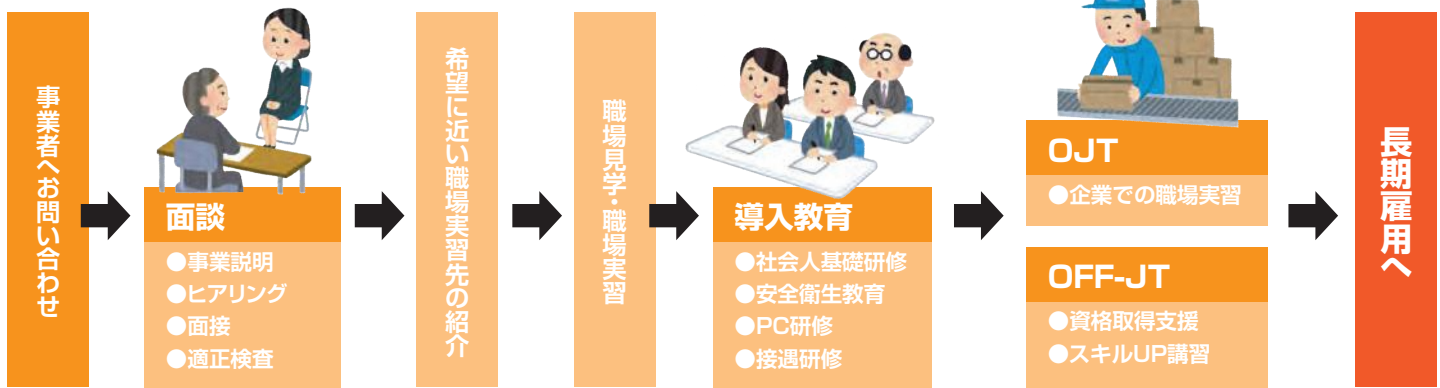 事業者へお問い合わせ
面談
●事業説明
●ヒアリング
●面接
●適正検査
希望に近い職場実習先の紹介
職場見学・職場実習
導入教育
●社会人基礎研修
●安全衛生教育
●PC研修
●接遇研修
OJT
●企業での職場実習
OFF-JT
●資格取得支援
●スキルUP講習
長期雇用へ